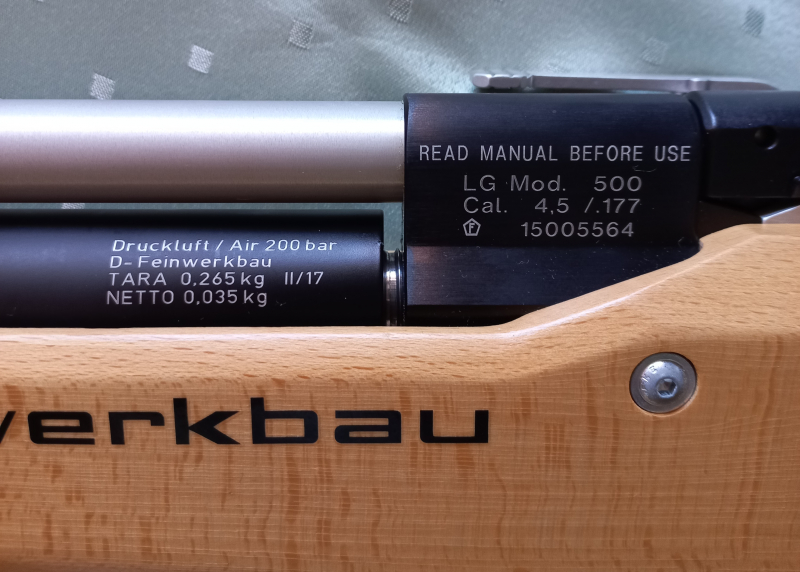 READ MANUAL BEFORE USE
LG Mod. 500
Cal. 4,5 /.177
F 15005564
Druckluft / Air 200 bar
D-Feinwerkbau
TARA 0,265 kg II/17
NETTO 0,035 kg
werkbau